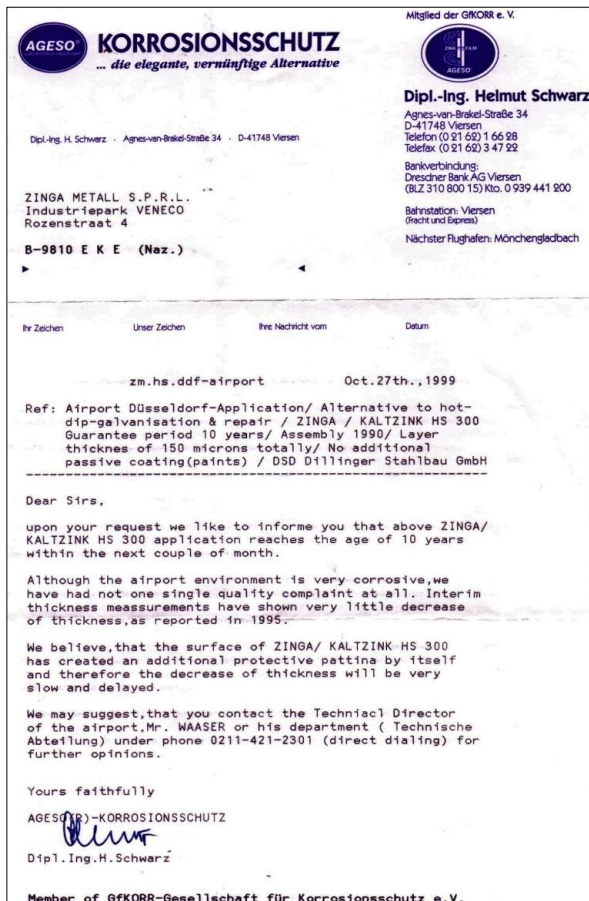 AGESO®
KORROSIONSSCHUTZ
... die elegante, vernünftige Alternative
Mitglied der GfKORR e. V.
ZINK FILM
AGESO®
Dipl.-Ing. Helmut Schwarz
Agnes-van-Brakel-Straße 34
D-41748 Viersen
Telefon (0 21 62) 1 66 28
Telefax (0 21 62) 3 47 22
Bankverbindung:
Dresdner Bank AG Viersen
(BLZ 310 800 15) Kto. 0 939 441 200
Bahnstation: Viersen
(Fracht und Express)
Nächster Flughafen: Mönchengladbach
Dipl.-Ing. H. Schwarz · Agnes-van-Brakel-Straße 34 · D-41748 Viersen
ZINGA METALL S.P.R.L.
Industriepark VENECO
Rozenstraat 4
B-9810 E K E (Naz.)
Ihr Zeichen Unser Zeichen Ihre Nachricht vom Datum
zm.hs.ddf-airport Oct.27th.,1999
Ref: Airport Düsseldorf-Application/ Alternative to hot-
dip-galvanisation & repair / ZINGA / KALTZINK HS 300
Guarantee period 10 years/ Assembly 1990/ Layer
thicknes of 150 microns totally/ No additional
passive coating(paints) / DSD Dillinger Stahlbau GmbH
Dear Sirs,
upon your request we like to informe you that above ZINGA/
KALTZINK HS 300 application reaches the age of 10 years
within the next couple of month.
Although the airport environment is very corrosive,we
have had not one single quality complaint at all. Interim
thickness meassurements have shown very little decrease
of thickness,as reported in 1995.
We believe,that the surface of ZINGA/ KALTZINK HS 300
has created an additional protective pattina by itself
and therefore the decrease of thickness will be very
slow and delayed.
We may suggest,that you contact the Techniacl Director
of the airport,Mr. WAASER or his department ( Technische
Abteilung) under phone 0211-421-2301 (direct dialing) for
further opinions.
Yours faithfully
AGESO(R)-KORROSIONSSCHUTZ
Dipl.Ing.H.Schwarz
Member of GfKORR-Gesellschaft für Korrosionsschutz e.V.